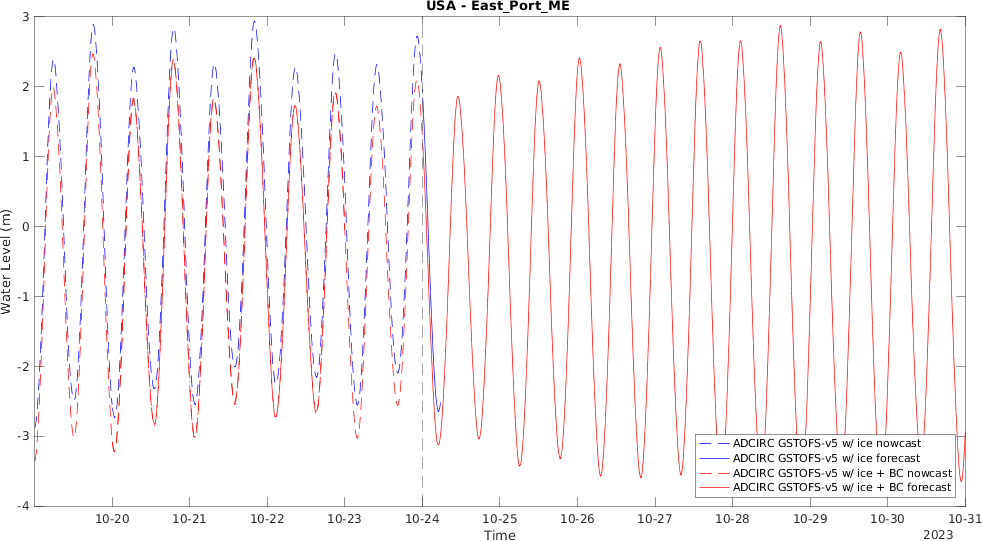 USA - East_Port_ME
3
2
1
0
-1
-2
-3
-4
Water Level (m)
ADCIRC GSTOFS-v5 w/ ice nowcast
ADCIRC GSTOFS-v5 w/ ice forecast
ADCIRC GSTOFS-v5 w/ ice + BC nowcast
ADCIRC GSTOFS-v5 w/ ice + BC forecast
10-20 10-21 10-22 10-23 10-24 10-25 10-26 10-27 10-28 10-29 10-30 10-31
Time
2023